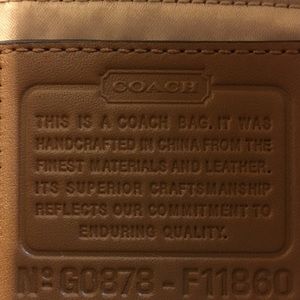 COACH
THIS IS A COACH BAG. IT WAS
HANDCRAFTED IN CHINA FROM THE
FINEST MATERIALS AND LEATHER.
ITS SUPERIOR CRAFTSMANSHIP
REFLECTS OUR COMMITMENT TO
ENDURING QUALITY.
Nº G0878-F11860